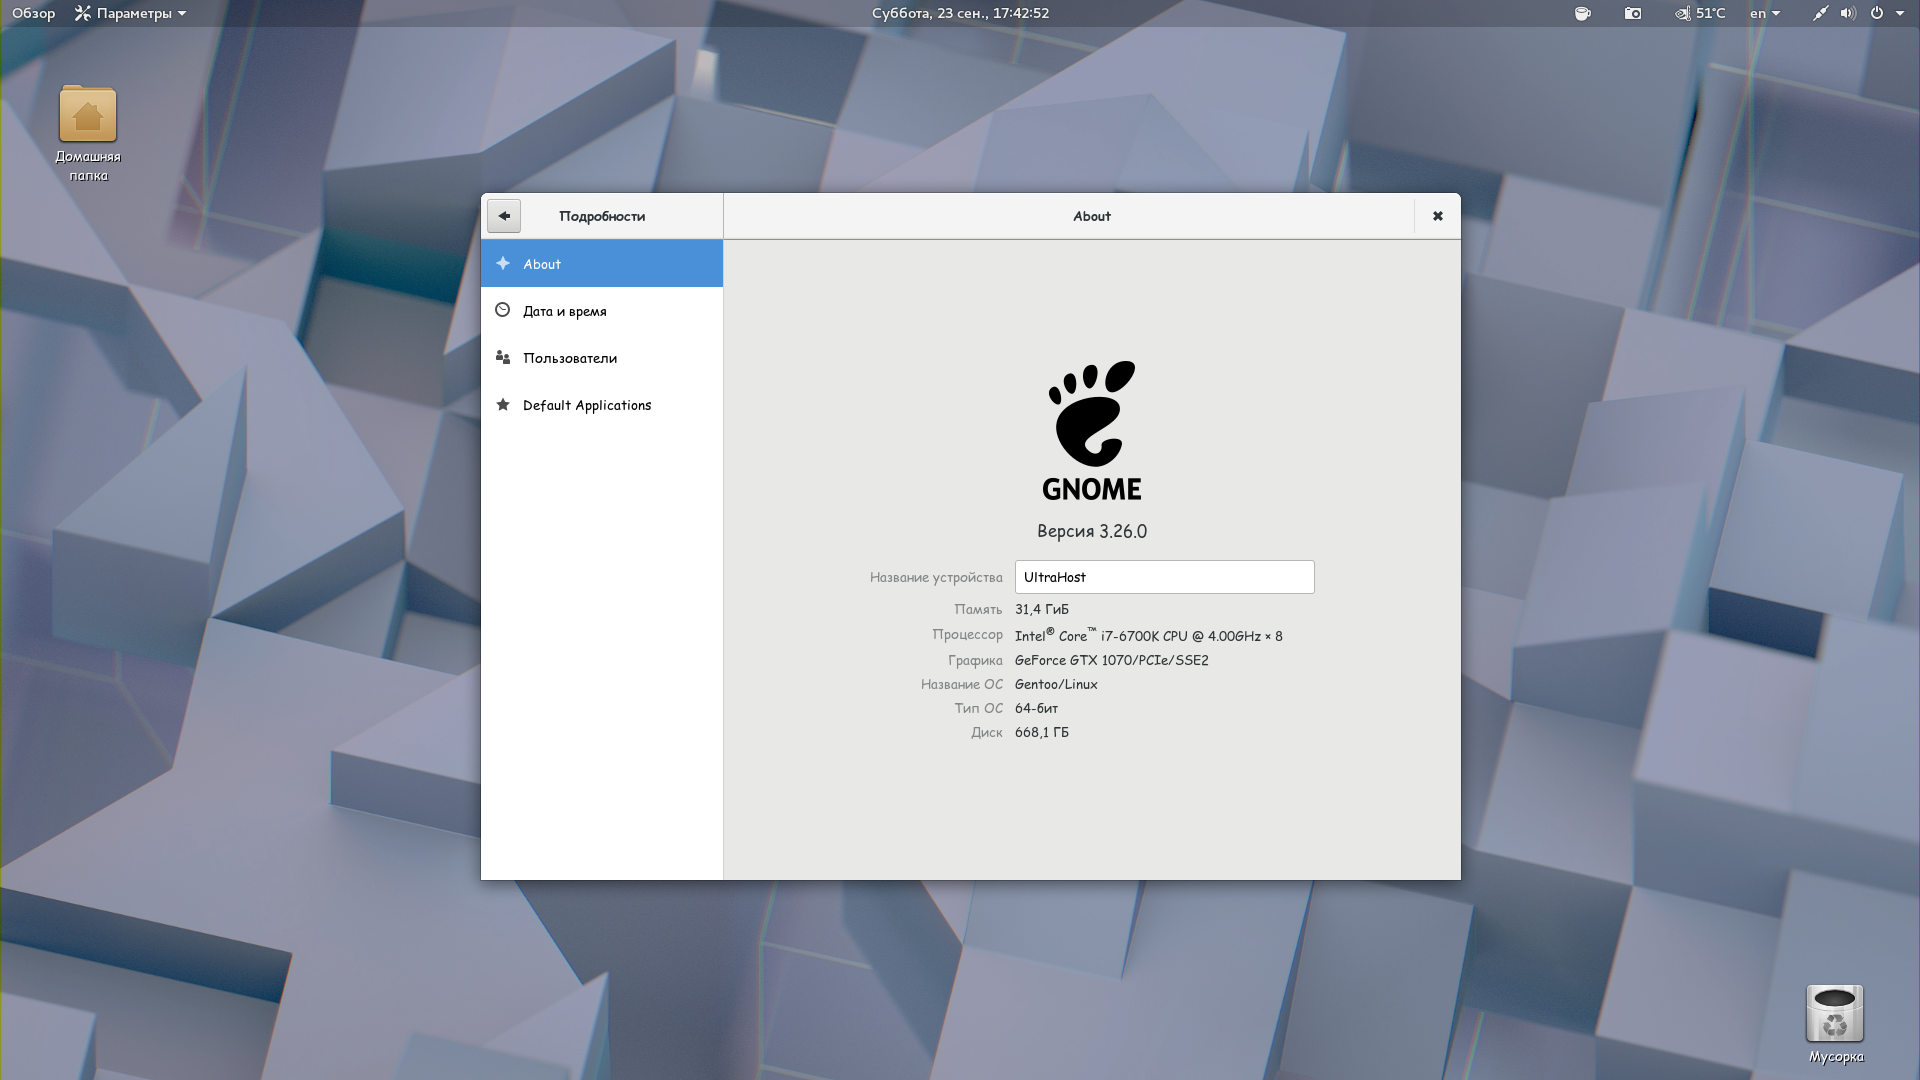 Обзор
Параметры
Суббота, 23 сен., 17:42:52
51°C
en
Домашняя
папка
Подробности
About
About
Дата и время
Пользователи
Default Applications
GNOME
Версия 3.26.0
Название устройства UltraHost
Память 31,4 ГиБ
Процессор Intel® Core™ i7-6700K CPU @ 4.00GHz × 8
Графика GeForce GTX 1070/PCIe/SSE2
Название ОС Gentoo/Linux
Тип ОС 64-бит
Диск 668,1 ГБ
Мусорка